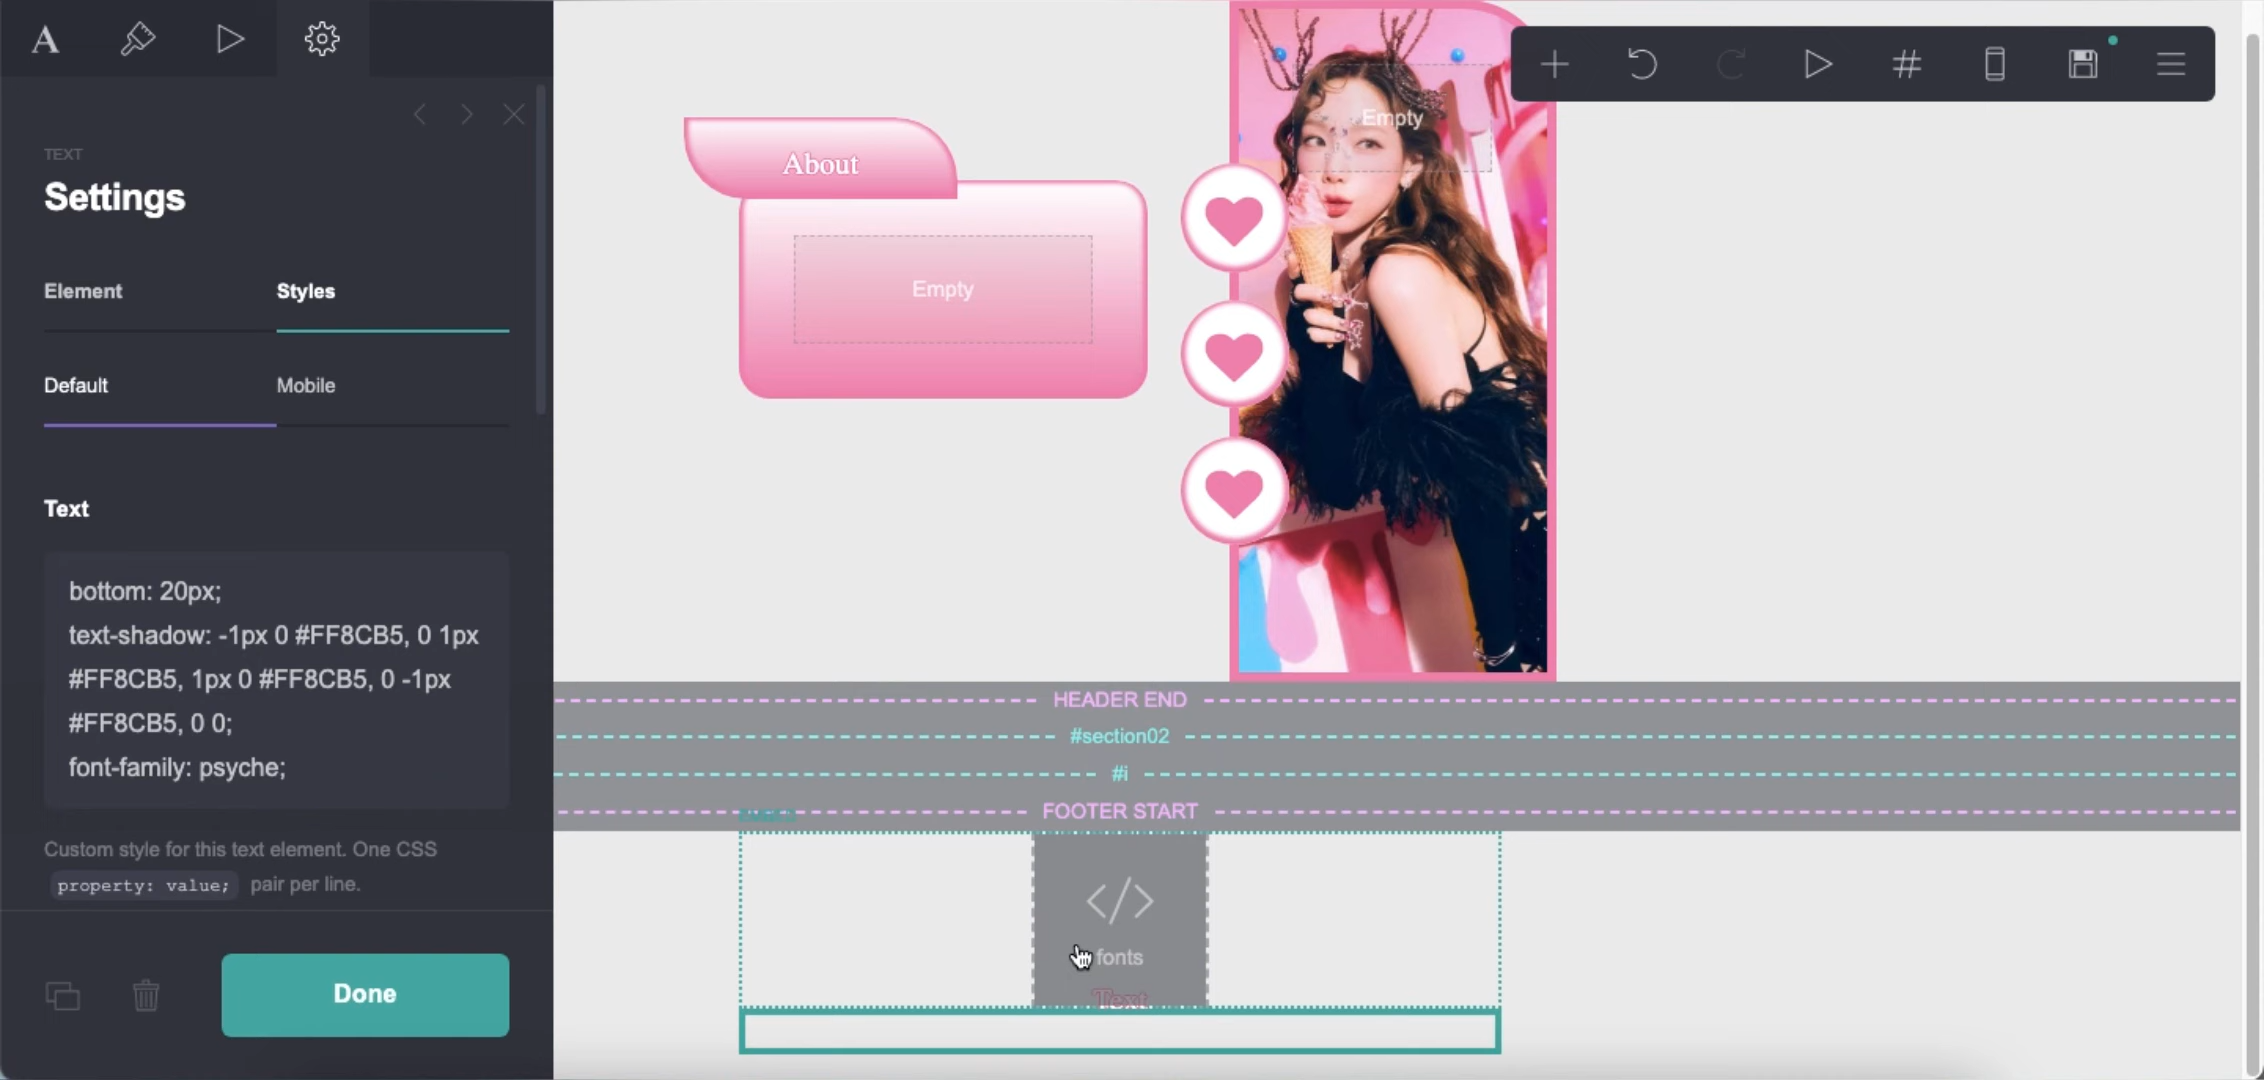 A
TEXT
Settings
Element
Styles
Default
Mobile
Text
bottom: 20px;
text-shadow: -1px 0 #FF8CB5, 0 1px
#FF8CB5, 1px 0 #FF8CB5, 0 -1px
#FF8CB5, 0 0;
font-family: psyche;
Custom style for this text element. One CSS
property: value; pair per line.
Done
About
Empty
Empty
HEADER END
#section02
#i
FOOTER START
</> 
fonts
Text